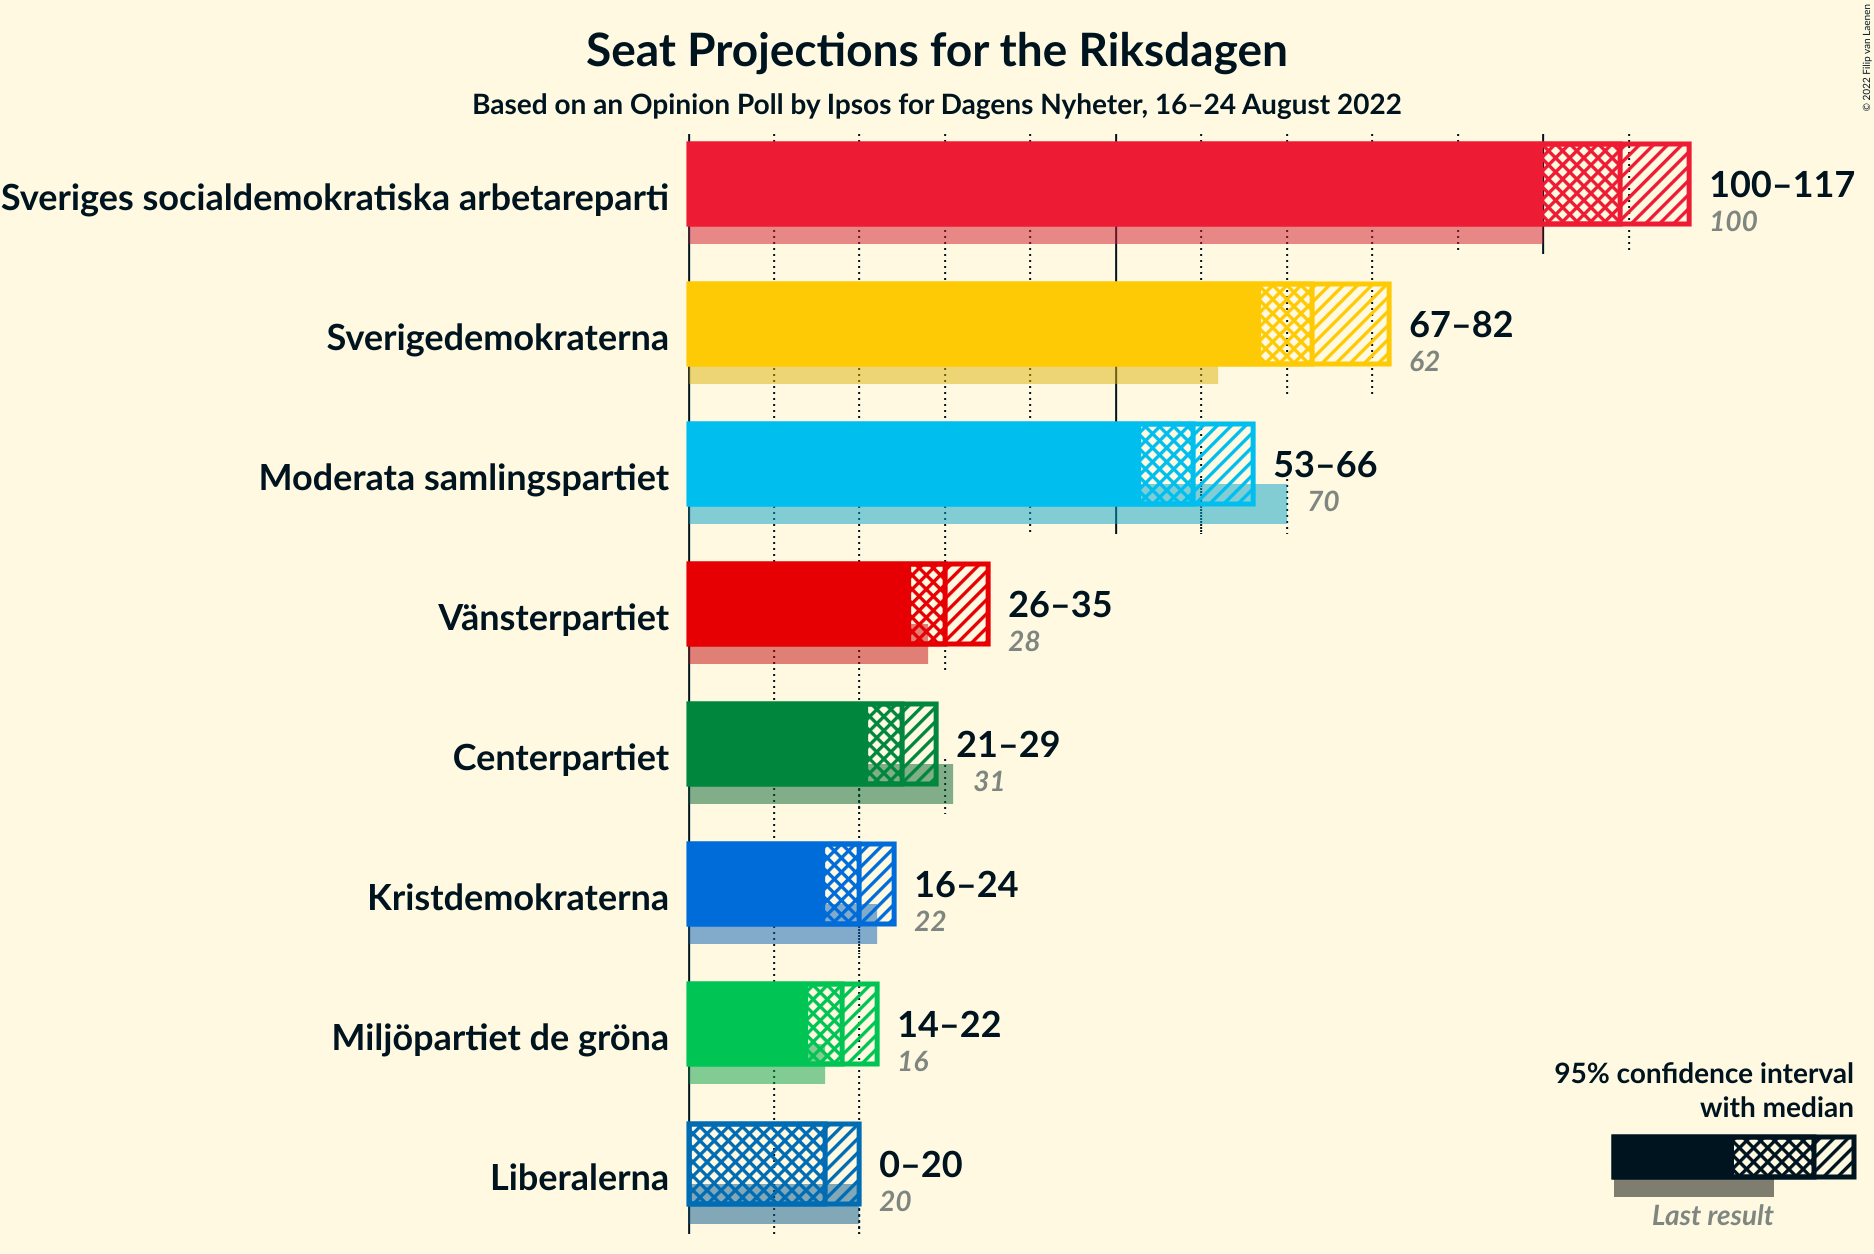 Seat Projections for the Riksdagen
Based on an Opinion Poll by Ipsos for Dagens Nyheter, 16–24 August 2022
© 2022 Filip van Laenen
Sveriges socialdemokratiska arbetareparti
100–117
100
Sverigedemokraterna
67–82
62
Moderata samlingspartiet
53–66
70
Vänsterpartiet
26–35
28
Centerpartiet
21–29
31
Kristdemokraterna
16–24
22
Miljöpartiet de gröna
14–22
16
Liberalerna
0–20
20
95% confidence interval
with median
Last result